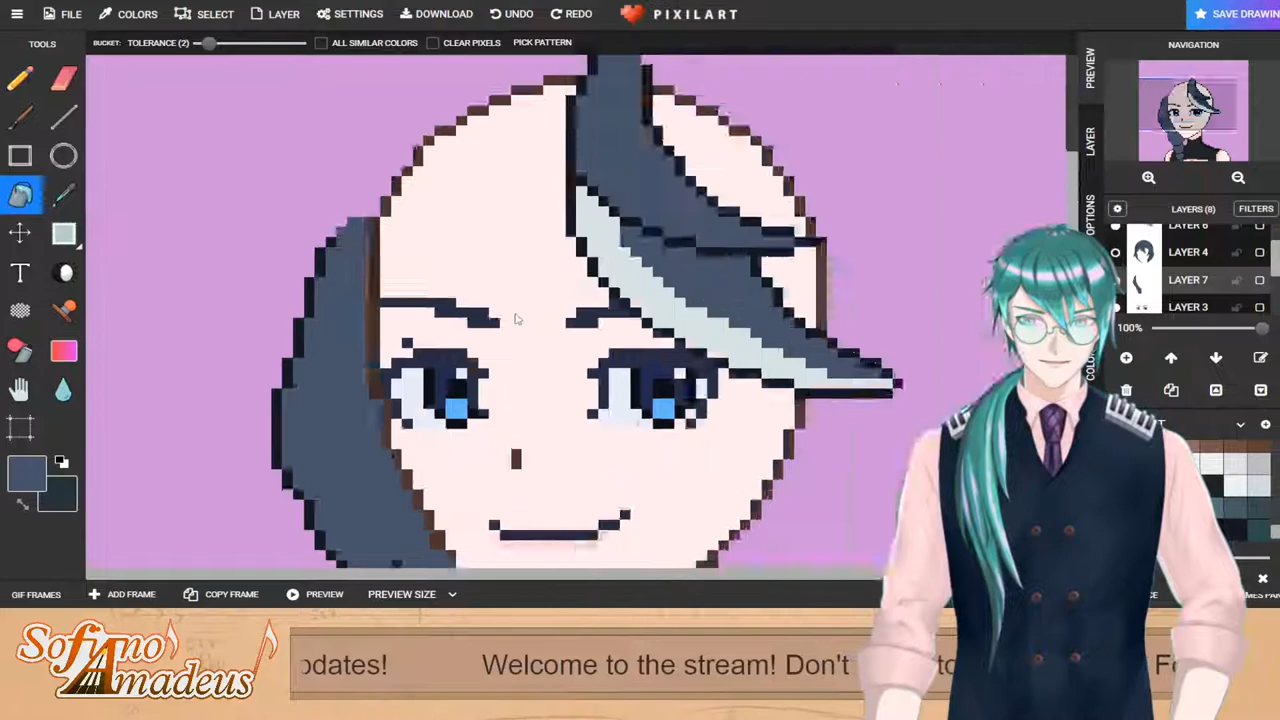 FILE COLORS SELECT LAYER SETTINGS DOWNLOAD UNDO REDO PIXILART SAVE DRAWIN
TOOLS BUCKET: TOLERANCE (2) ALL SIMILAR COLORS CLEAR PIXELS PICK PATTERN NAVIGATION
PREVIEW
LAYER
OPTIONS
LAYERS (8) FILTERS
LAYER 6
LAYER 4
LAYER 7
LAYER 3
100%
GIF FRAMES ADD FRAME COPY FRAME PREVIEW PREVIEW SIZE
Sofiano
Amadeus
pdates! Welcome to the stream! Don't